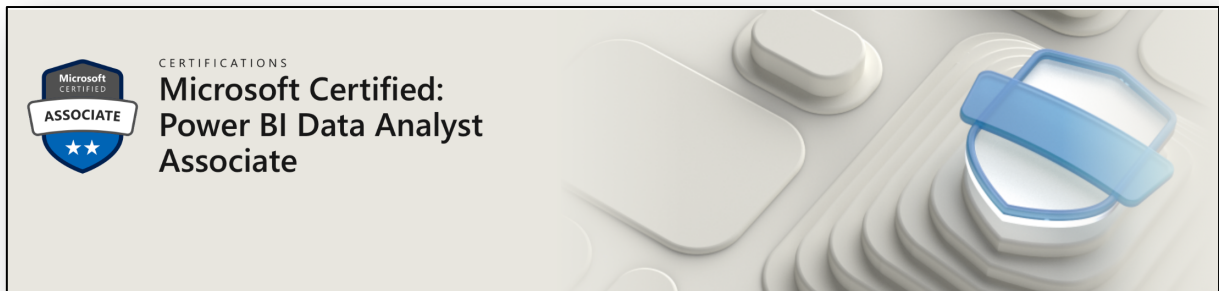 Microsoft
CERTIFIED
ASSOCIATE
CERTIFICATIONS
Microsoft Certified:
Power BI Data Analyst
Associate